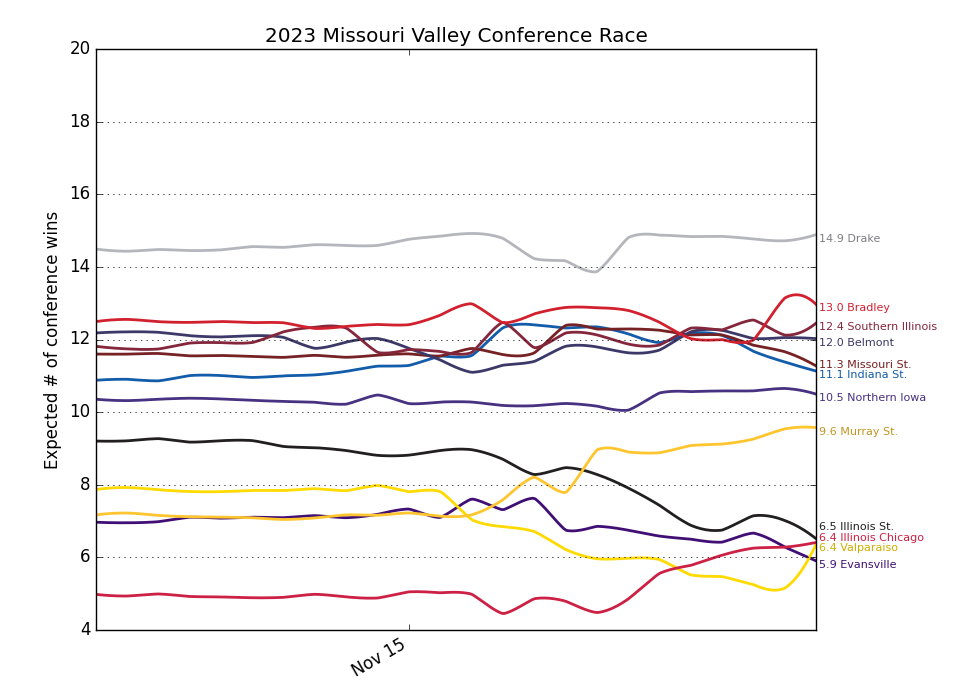 2023 Missouri Valley Conference Race
Expected # of conference wins
20
18
16
14
12
10
8
6
4
Nov 15
14.9 Drake
13.0 Bradley
12.4 Southern Illinois
12.0 Belmont
11.3 Missouri St.
11.1 Indiana St.
10.5 Northern Iowa
9.6 Murray St.
6.5 Illinois St.
6.4 Illinois Chicago
6.4 Valparaiso
5.9 Evansville